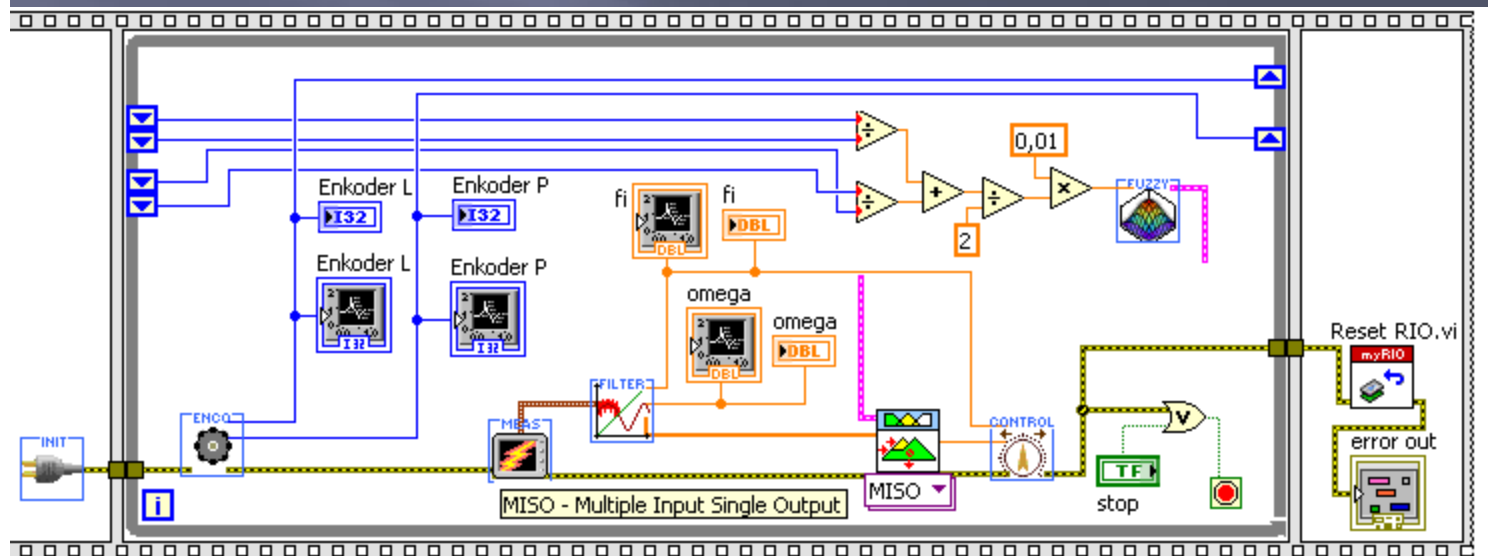 0,01
Enkoder L
I32
Enkoder P
I32
fi
DBL
fi
DBL
÷
÷
+
÷
x
2
FUZZY
Enkoder L
I32
Enkoder P
I32
omega
DBL
omega
DBL
Reset RIO.vi
myRIO
FILTER
INIT
ENCO
MEAS
CONTROL
V
error out
TF
stop
MISO
MISO - Multiple Input Single Output
i